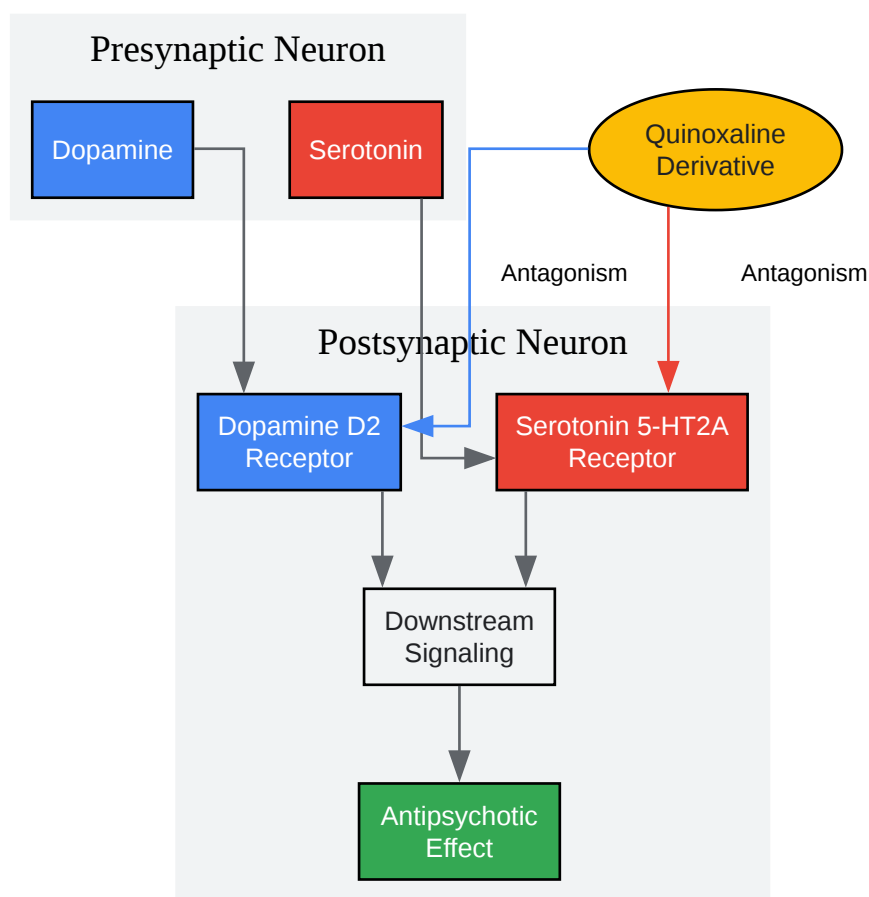 Presynaptic Neuron
Dopamine
Serotonin
Quinoxaline
Derivative
Antagonism
Antagonism
Postsynaptic Neuron
Dopamine D2
Receptor
Serotonin 5-HT2A
Receptor
Downstream
Signaling
Antipsychotic
Effect